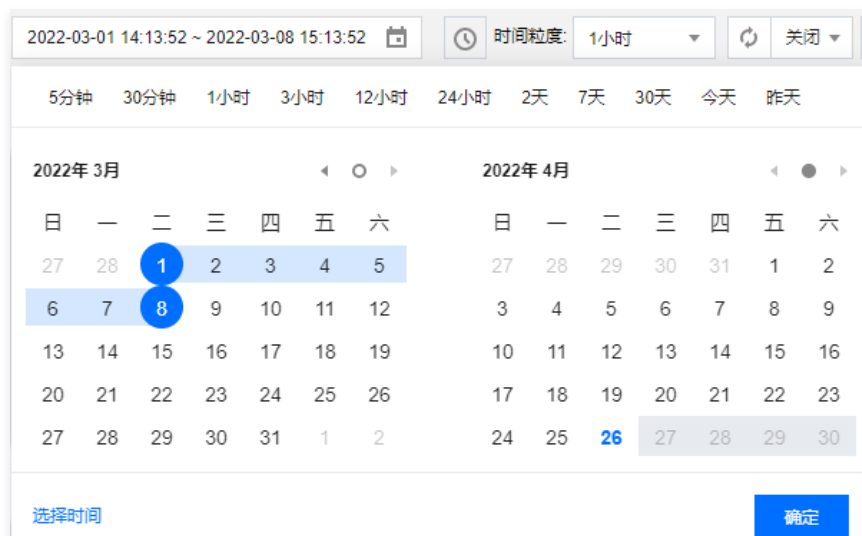 2022-03-01 14:13:52 ~ 2022-03-08 15:13:52 时间粒度: 1小时 关闭
5分钟 30分钟 1小时 3小时 12小时 24小时 2天 7天 30天 今天 昨天
2022年 3月 2022年 4月
日 一 二 三 四 五 六 日 一 二 三 四 五 六
27 28 1 2 3 4 5 27 28 29 30 31 1 2
6 7 8 9 10 11 12 3 4 5 6 7 8 9
13 14 15 16 17 18 19 10 11 12 13 14 15 16
20 21 22 23 24 25 26 17 18 19 20 21 22 23
27 28 29 30 31 1 2 24 25 26 27 28 29 30
选择时间 确定